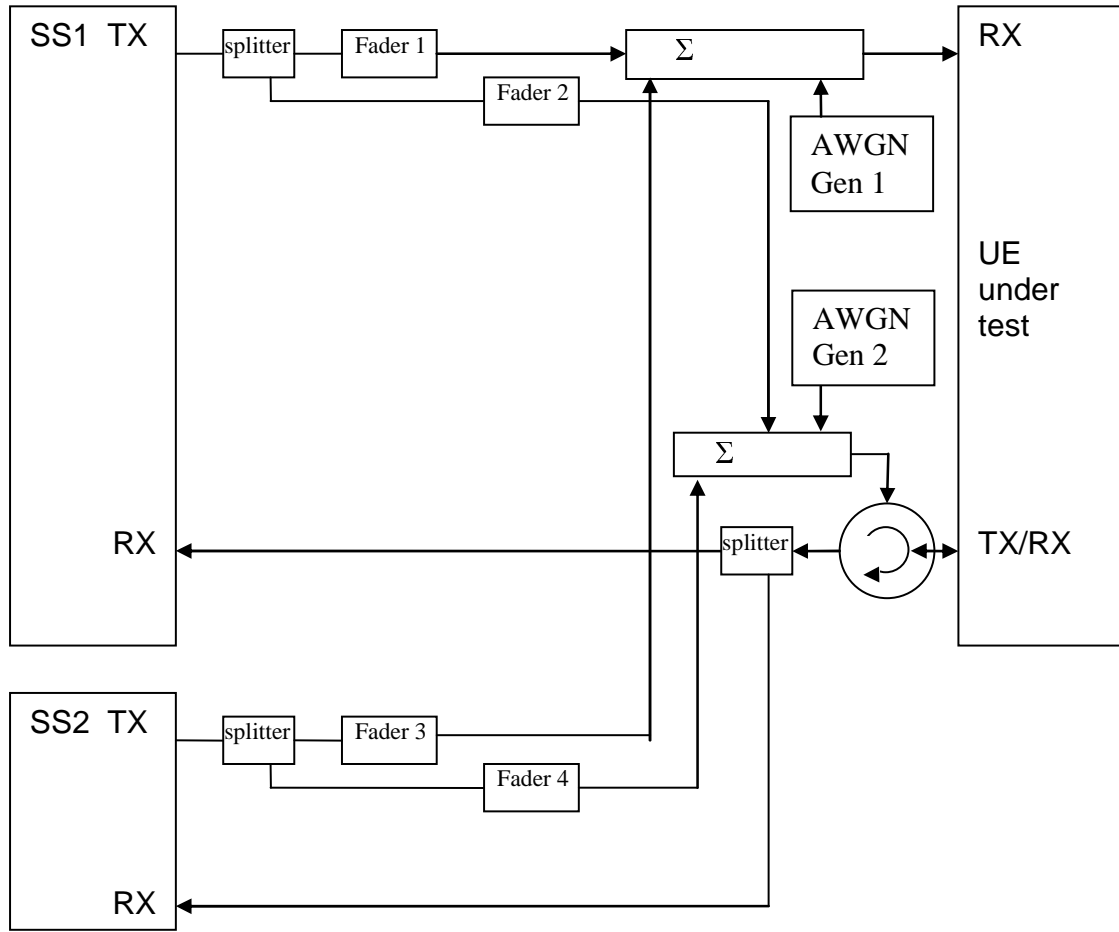 SS1 TX
splitter
Fader 1
Σ
RX
Fader 2
AWGN
Gen 1
UE
under
test
AWGN
Gen 2
Σ
RX
splitter
TX/RX
SS2 TX
splitter
Fader 3
Fader 4
RX